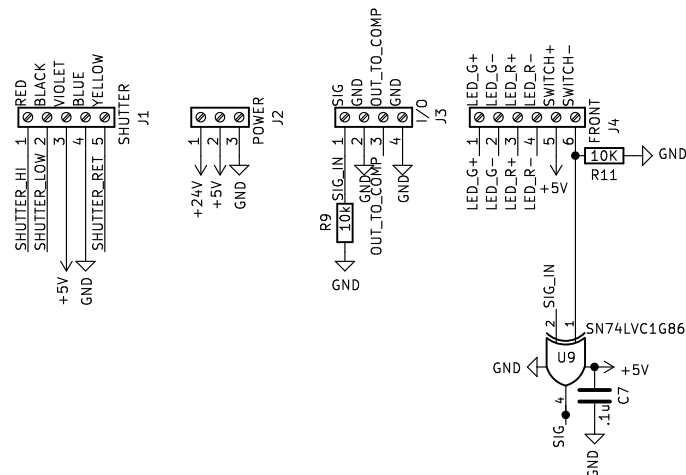 RED
BLACK
VIOLET
BLUE
YELLOW
SHUTTER
J1
1
2
3
4
5
SHUTTER_HI
SHUTTER_LOW
+5V
GND
SHUTTER_RET
POWER
J2
1
2
3
+24V
+5V
GND
SIG
GND
OUT_TO_COMP
GND
I/O
J3
1
2
3
4
SIG_IN
GND
OUT_TO_COMP
GND
R9
10k
GND
LED_G+
LED_G-
LED_R+
LED_R-
SWITCH+
SWITCH-
FRONT
J4
1
2
3
4
5
6
LED_G+
LED_G-
LED_R+
LED_R-
+5V
10K
R11
GND
SIG_IN
2
1
SN74LVC1G86
U9
GND
+5V
4
SIG
C7
.1u
GND